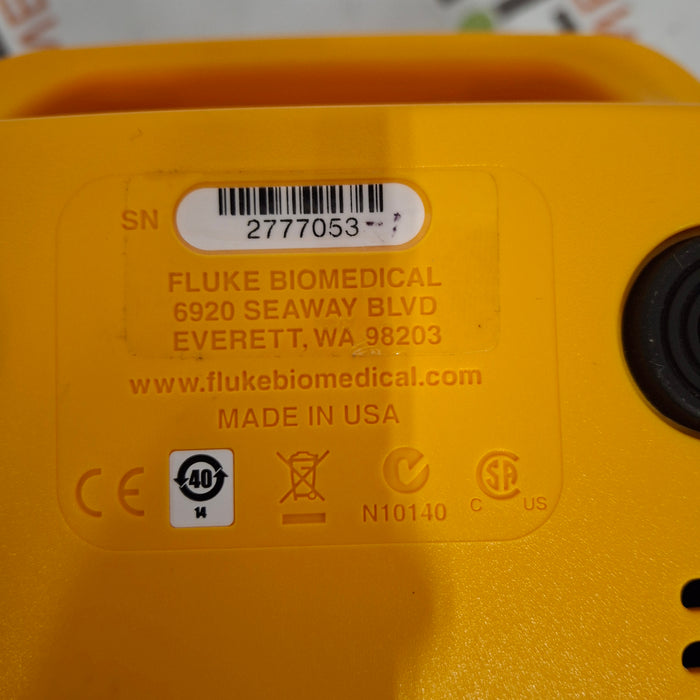 SN 2777053
FLUKE BIOMEDICAL
6920 SEAWAY BLVD
EVERETT, WA 98203
www.flukebiomedical.com
MADE IN USA
CE 40 SA
14 N10140 C US